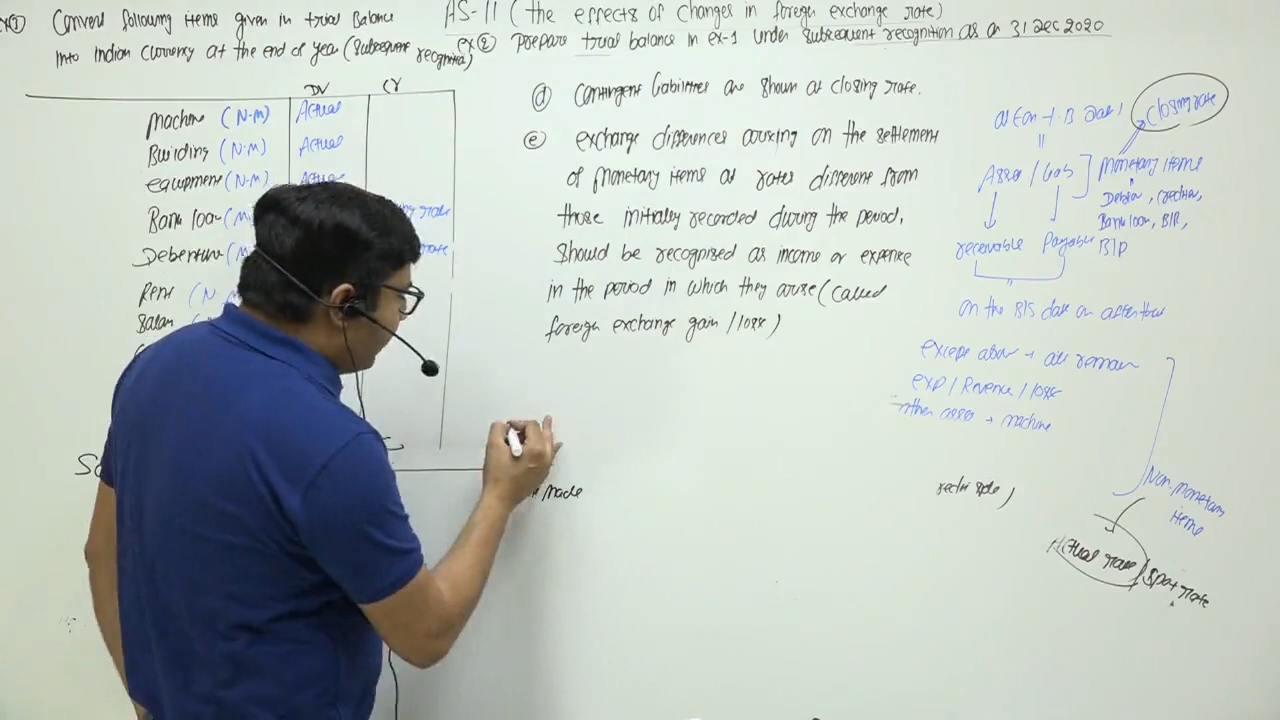 AS-11 (the effects of changes in foreign exchange rate)
Convert following items given in trial Balance
Into Indian Currency at the end of year (subsequent recognition)
ex② prepare trial balance in ex-1 under subsequent recognition as on 31 Dec 2020
Dr Cr
Machine (N-M) Actual
Building (N-M) Actual
equipment (N-M) Actual
Bank loan rate
Debenture rate
Rent
ⓓ Contingent liabilities are shown at closing rate.
ⓔ exchange differences arising on the settlement
of monetary items at rates different from
those initially recorded during the period,
should be recognised as income or expense
in the period in which they arise (called
foreign exchange gain / loss)
made
Closing rate
Asset / Liab ] Monetary items
Debtor, creditor,
Bank loan, B/R,
B/P
receivable payable
on the B/S date or after that
except above → all remain
exp / Revenue / loss
other asset → machine
Non monetary
items
Actual rate / Spot rate